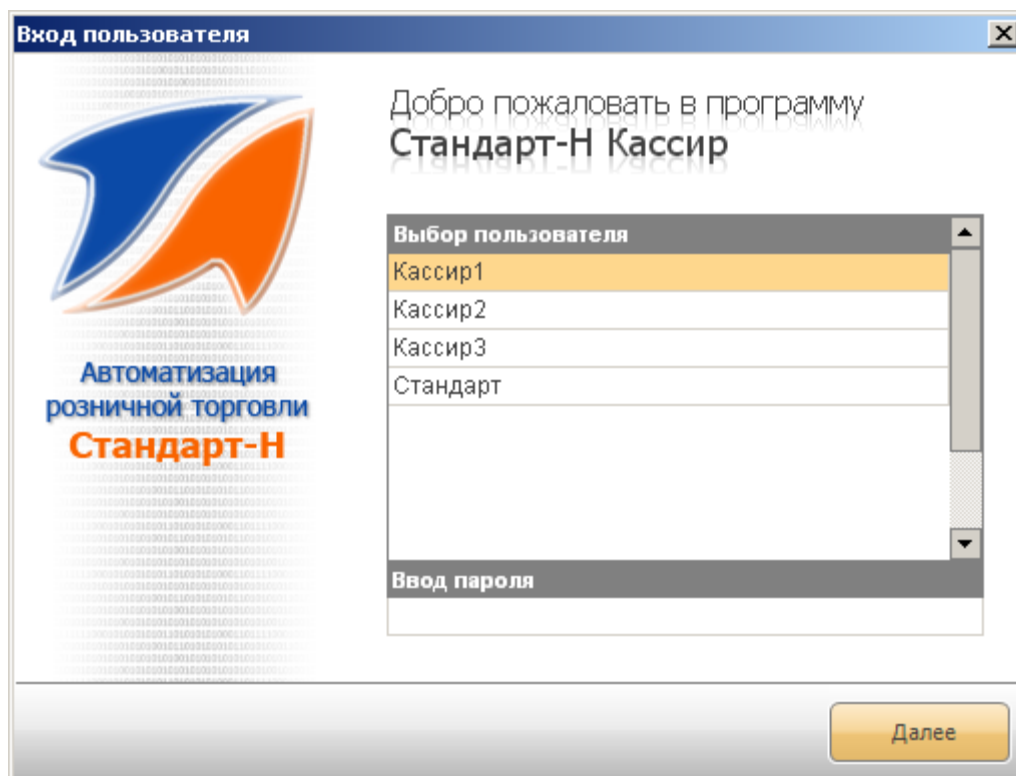 Вход пользователя
Добро пожаловать в программу
Стандарт-Н Кассир
Автоматизация
розничной торговли
Стандарт-Н
Выбор пользователя
Кассир1
Кассир2
Кассир3
Стандарт
Ввод пароля
Далее